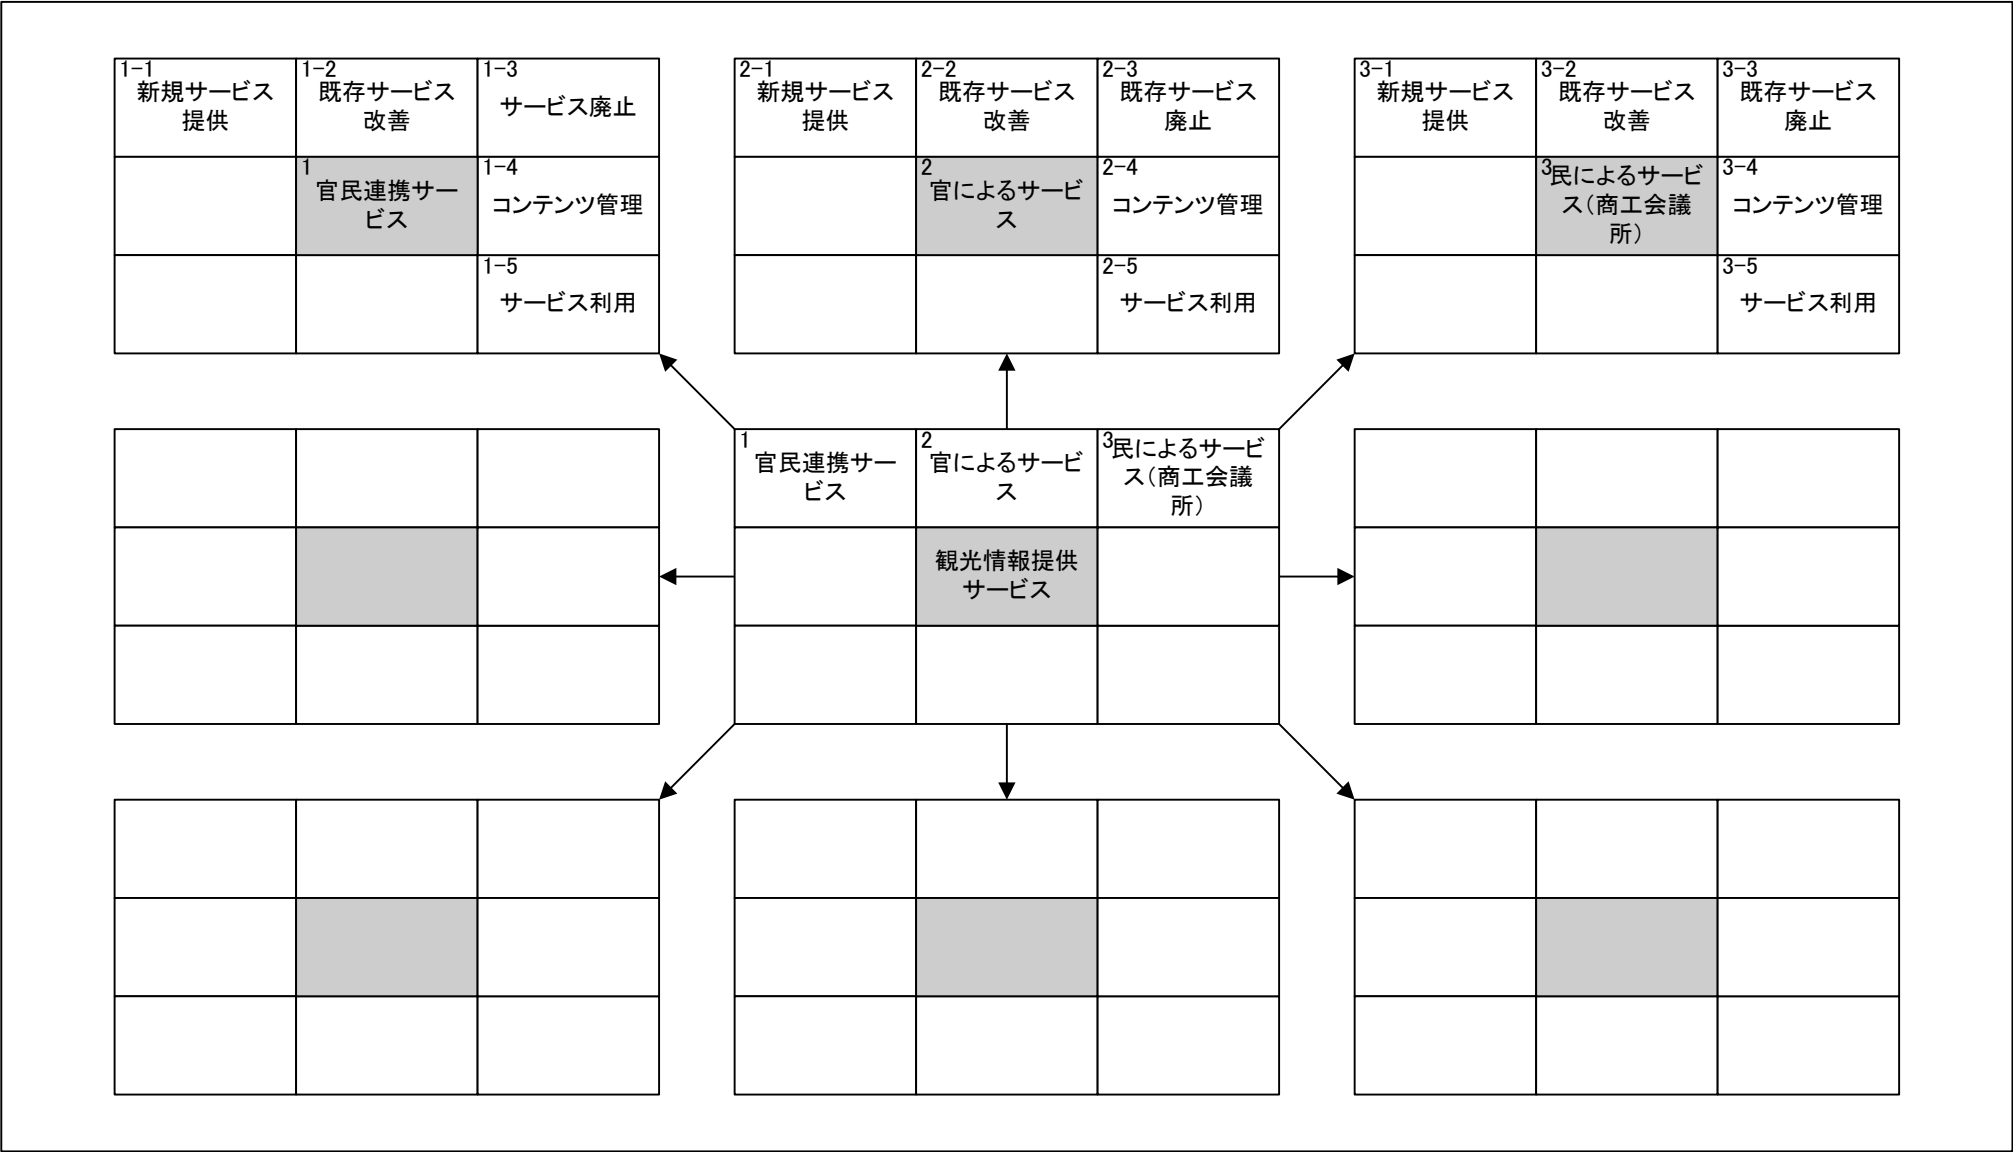 1-1
新規サービス
提供
1-2
既存サービス
改善
1-3
サービス廃止
1
官民連携サー
ビス
1-4
コンテンツ管理
1-5
サービス利用
2-1
新規サービス
提供
2-2
既存サービス
改善
2-3
既存サービス
廃止
2
官によるサービ
ス
2-4
コンテンツ管理
2-5
サービス利用
3-1
新規サービス
提供
3-2
既存サービス
改善
3-3
既存サービス
廃止
3
民によるサービ
ス(商工会議
所)
3-4
コンテンツ管理
3-5
サービス利用
1
官民連携サー
ビス
2
官によるサービ
ス
3
民によるサービ
ス(商工会議
所)
観光情報提供
サービス